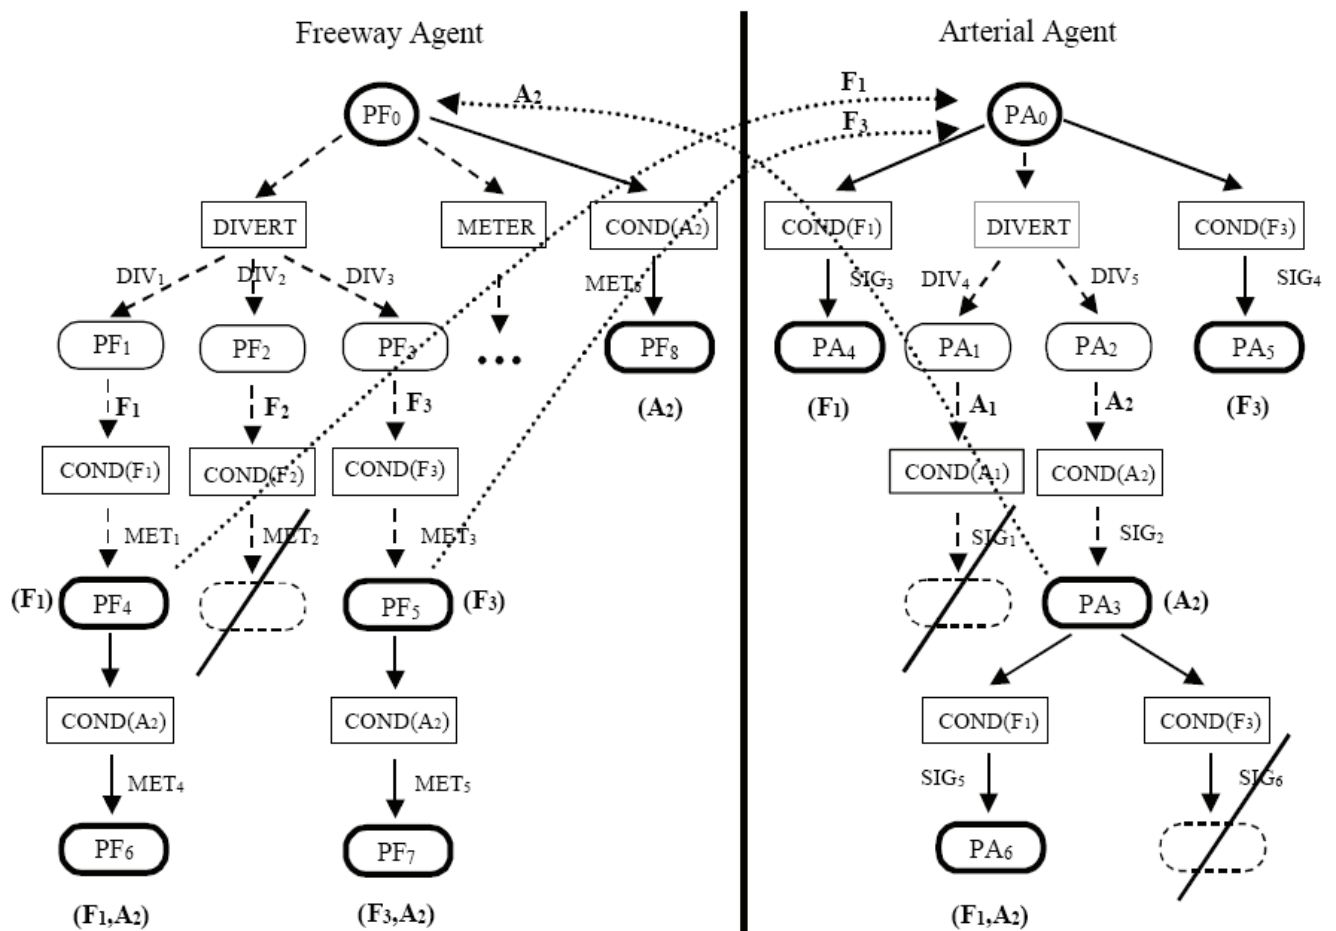 Freeway Agent
Arterial Agent
A2
F1
F3
PF0
PA0
DIVERT
METER
COND(A2)
COND(F1)
DIVERT
COND(F3)
DIV1
DIV2
DIV3
MET6
SIG3
DIV4
DIV5
SIG4
PF1
PF2
PF3
...
PF8
PA4
PA1
PA2
PA5
F1
F2
F3
(A2)
(F1)
A1
A2
(F3)
COND(F1)
COND(F2)
COND(F3)
COND(A1)
COND(A2)
MET1
MET2
MET3
SIG1
SIG2
(F1)
PF4
PF5
(F3)
PA3
(A2)
COND(A2)
COND(A2)
COND(F1)
COND(F3)
MET4
MET5
SIG5
SIG6
PF6
PF7
PA6
(F1,A2)
(F3,A2)
(F1,A2)